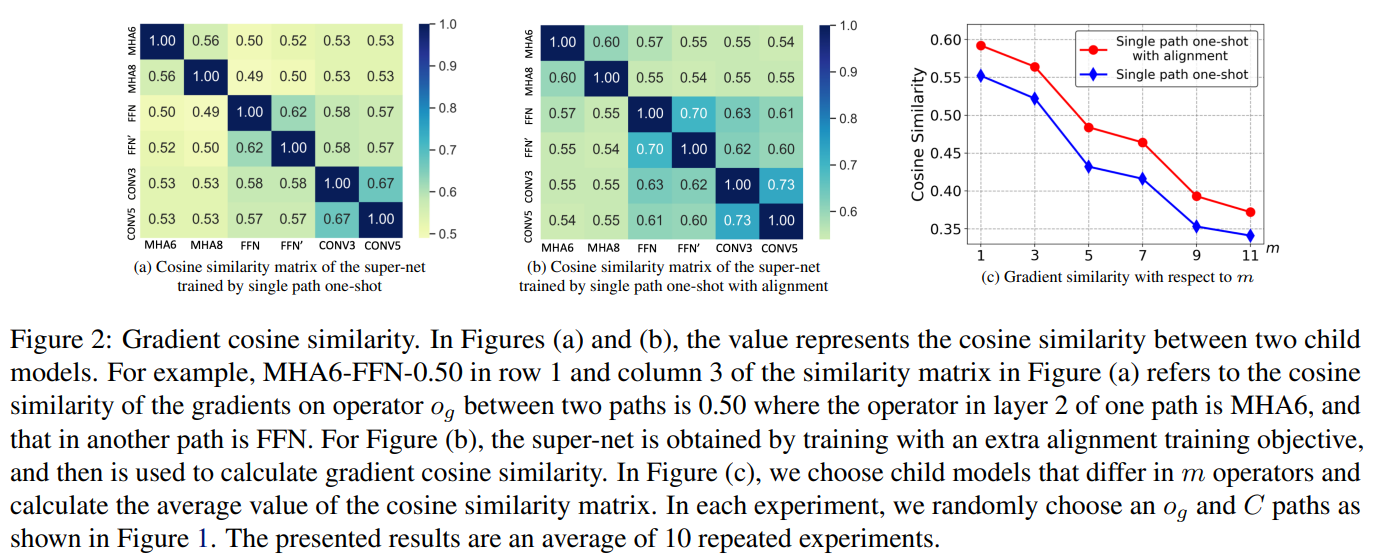 MHA6 1.00 0.56 0.50 0.52 0.53 0.53
MHA8 0.56 1.00 0.49 0.50 0.53 0.53
FFN 0.50 0.49 1.00 0.62 0.58 0.57
FFN' 0.52 0.50 0.62 1.00 0.58 0.57
CONV3 0.53 0.53 0.58 0.58 1.00 0.67
CONV5 0.53 0.53 0.57 0.57 0.67 1.00
MHA6 MHA8 FFN FFN' CONV3 CONV5
1.0
0.9
0.8
0.7
0.6
0.5
(a) Cosine similarity matrix of the super-net
trained by single path one-shot
MHA6 1.00 0.60 0.57 0.55 0.55 0.54
MHA8 0.60 1.00 0.55 0.54 0.55 0.55
FFN 0.57 0.55 1.00 0.70 0.63 0.61
FFN' 0.55 0.54 0.70 1.00 0.62 0.60
CONV3 0.55 0.55 0.63 0.62 1.00 0.73
CONV5 0.54 0.55 0.61 0.60 0.73 1.00
MHA6 MHA8 FFN FFN' CONV3 CONV5
1.0
0.9
0.8
0.7
0.6
(b) Cosine similarity matrix of the super-net
trained by single path one-shot with alignment
Cosine Similarity
0.60
0.55
0.50
0.45
0.40
0.35
Single path one-shot
with alignment
Single path one-shot
1 3 5 7 9 11 m
(c) Gradient similarity with respect to m
Figure 2: Gradient cosine similarity. In Figures (a) and (b), the value represents the cosine similarity between two child
models. For example, MHA6-FFN-0.50 in row 1 and column 3 of the similarity matrix in Figure (a) refers to the cosine
similarity of the gradients on operator o_g between two paths is 0.50 where the operator in layer 2 of one path is MHA6, and
that in another path is FFN. For Figure (b), the super-net is obtained by training with an extra alignment training objective,
and then is used to calculate gradient cosine similarity. In Figure (c), we choose child models that differ in m operators and
calculate the average value of the cosine similarity matrix. In each experiment, we randomly choose an o_g and C paths as
shown in Figure 1. The presented results are an average of 10 repeated experiments.